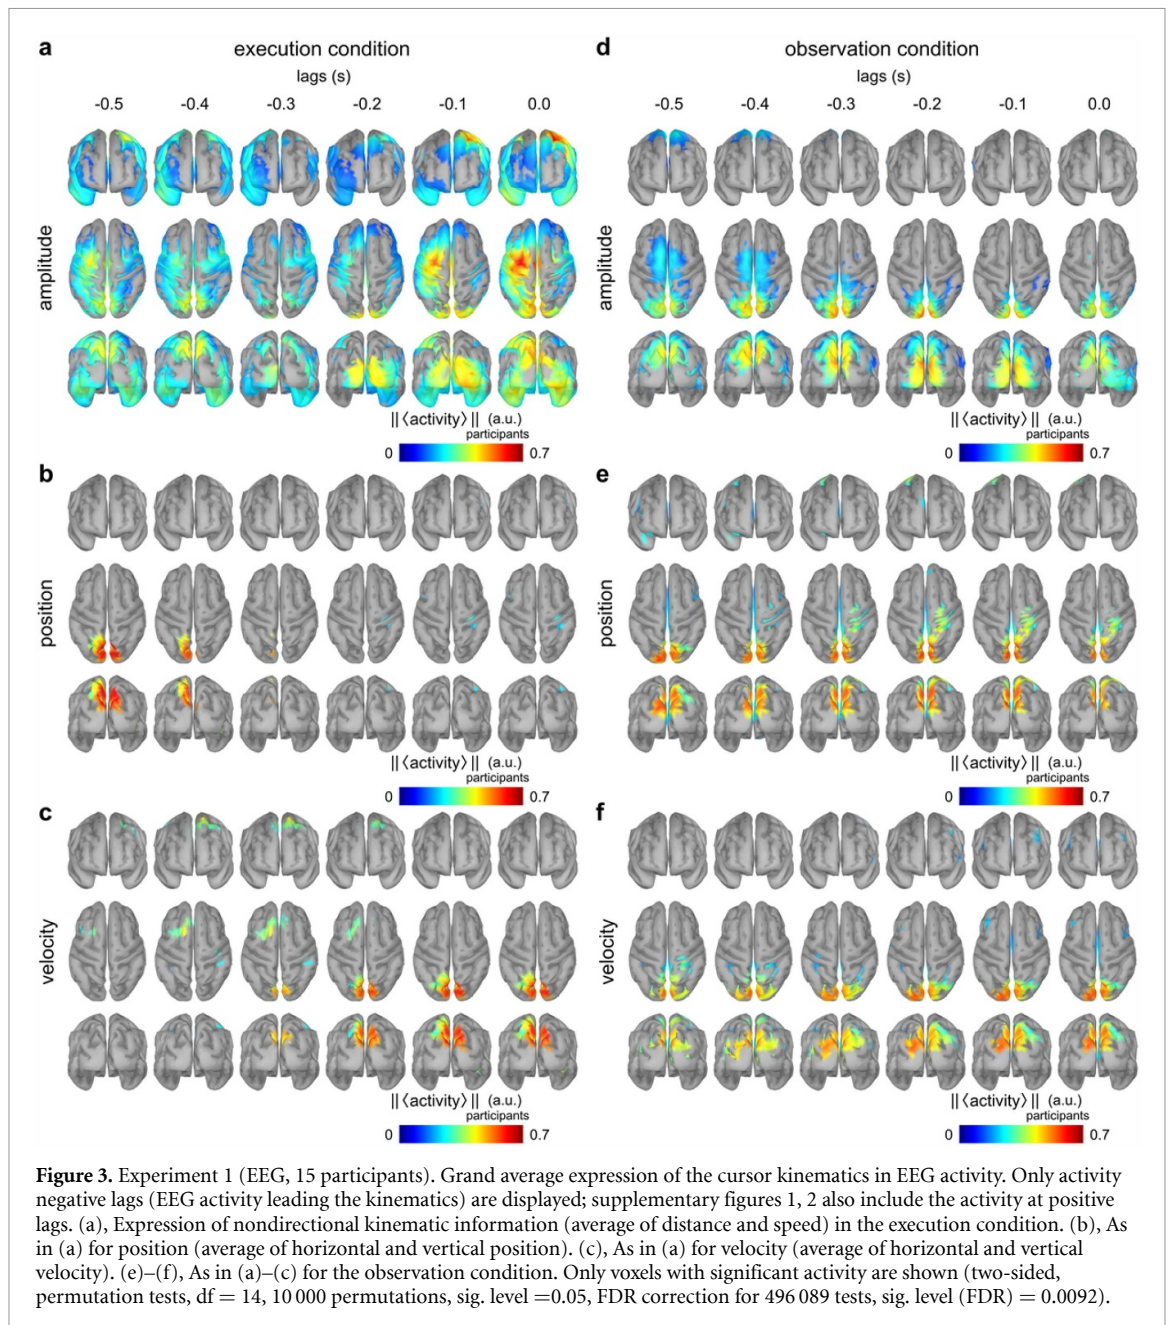 a
execution condition
lags (s)
-0.5 -0.4 -0.3 -0.2 -0.1 0.0
amplitude
||⟨activity⟩|| (a.u.)
participants
0 0.7
b
position
||⟨activity⟩|| (a.u.)
participants
0 0.7
c
velocity
||⟨activity⟩|| (a.u.)
participants
0 0.7
d
observation condition
lags (s)
-0.5 -0.4 -0.3 -0.2 -0.1 0.0
amplitude
||⟨activity⟩|| (a.u.)
participants
0 0.7
e
position
||⟨activity⟩|| (a.u.)
participants
0 0.7
f
velocity
||⟨activity⟩|| (a.u.)
participants
0 0.7
Figure 3. Experiment 1 (EEG, 15 participants). Grand average expression of the cursor kinematics in EEG activity. Only activity
negative lags (EEG activity leading the kinematics) are displayed; supplementary figures 1, 2 also include the activity at positive
lags. (a), Expression of nondirectional kinematic information (average of distance and speed) in the execution condition. (b), As
in (a) for position (average of horizontal and vertical position). (c), As in (a) for velocity (average of horizontal and vertical
velocity). (e)–(f), As in (a)–(c) for the observation condition. Only voxels with significant activity are shown (two-sided,
permutation tests, df = 14, 10 000 permutations, sig. level =0.05, FDR correction for 496 089 tests, sig. level (FDR) = 0.0092).